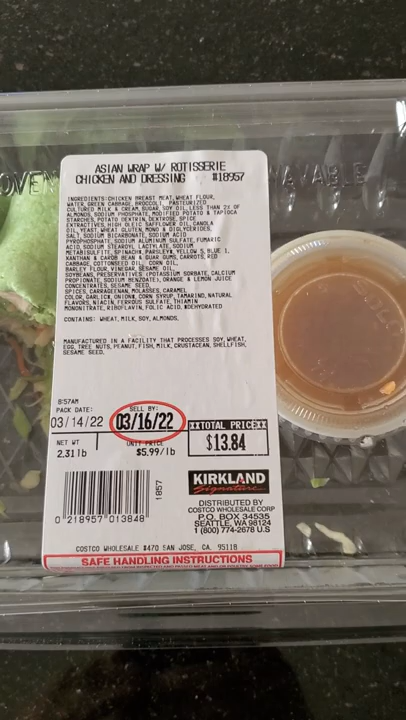 OVEN
AVABLE
ASIAN WRAP W/ ROTISSERIE
CHICKEN AND DRESSING #18957
INGREDIENTS:CHICKEN BREAST MEAT, WHEAT FLOUR,
WATER, GREEN CABBAGE, BROCCOLI, PASTEURIZED
CULTURED MILK & CREAM, SUGAR, SOY OIL, LESS THAN 2% OF
ALMONDS, SODIUM PHOSPHATE, MODIFIED POTATO & TAPIOCA
STARCHES, POTATO DEXTRIN, DEXTROSE, SPICE
EXTRACTS, HIGH OLEIC SAFFLOWER OIL, CANOLA
OIL, YEAST, WHEAT GLUTEN, MONO & DIGLYCERIDES,
SALT, SODIUM BICARBONATE, SODIUM ACID
PYROPHOSPHATE, SODIUM ALUMINUM SULFATE, FUMARIC
ACID, SODIUM STEAROYL LACTYLATE, SODIUM
METABISULFITE, SPINACH, PARSLEY, YELLOW 5, BLUE 1,
XANTHAN & CAROB BEAN & GUAR GUMS, CARROTS, RED
CABBAGE, COTTONSEED OIL, CORN OIL,
BARLEY FLOUR, VINEGAR, SESAME OIL,
SOYBEANS, PRESERVATIVES (POTASSIUM SORBATE, CALCIUM
PROPIONATE, SODIUM BENZOATE), ORANGE & LEMON JUICE
CONCENTRATES, SESAME SEED,
SPICES, CARRAGEENAN, MOLASSES, CARAMEL
COLOR, GARLIC, ONION, CORN SYRUP, TAMARIND, NATURAL
FLAVORS, NIACIN, FERROUS SULFATE, THIAMIN
MONONITRATE, RIBOFLAVIN, FOLIC ACID, *DEHYDRATED
CONTAINS: WHEAT, MILK, SOY, ALMONDS.
MANUFACTURED IN A FACILITY THAT PROCESSES SOY, WHEAT,
EGG, TREE NUTS, PEANUT, FISH, MILK, CRUSTACEAN, SHELLFISH,
SESAME SEED.
8:57AM
PACK DATE: SELL BY:
03/14/22 03/16/22 **TOTAL PRICE**
NET WT UNIT PRICE $13.84
2.31 lb $5.99/lb
1857
0 218957 013848
KIRKLAND
Signature
DISTRIBUTED BY
COSTCO WHOLESALE CORP
P.O. BOX 34535
SEATTLE, WA 98124
1 (800) 774-2678 U.S
COSTCO WHOLESALE #470 SAN JOSE, CA. 95118
SAFE HANDLING INSTRUCTIONS